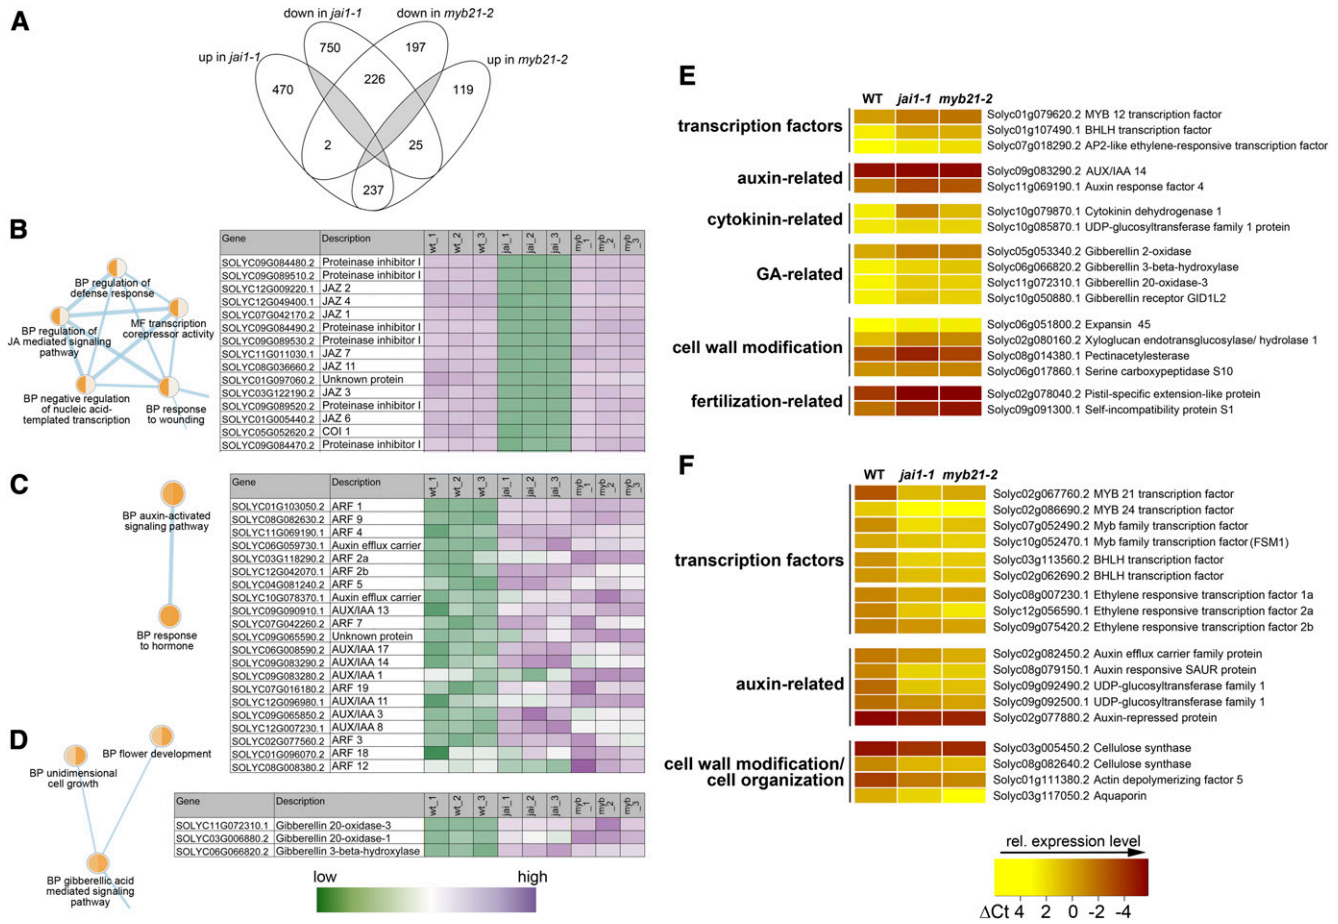 A
down in jai1-1
down in myb21-2
up in jai1-1
up in myb21-2
750
197
470
226
119
2
25
237
B
BP regulation of
defense response
BP regulation of
JA mediated signaling
pathway
MF transcription
corepressor activity
BP negative regulation
of nucleic acid-
templated transcription
BP response
to wounding
Gene Description wt_1 wt_2 wt_3 jai_1 jai_2 jai_3 myb_1 myb_2 myb_3
SOLYC09G084480.2 Proteinase inhibitor I
SOLYC09G089510.2 Proteinase inhibitor I
SOLYC12G009220.1 JAZ 2
SOLYC12G049400.1 JAZ 4
SOLYC07G042170.2 JAZ 1
SOLYC09G084490.2 Proteinase inhibitor I
SOLYC09G089530.2 Proteinase inhibitor I
SOLYC11G011030.1 JAZ 7
SOLYC08G036660.2 JAZ 11
SOLYC01G097060.2 Unknown protein
SOLYC03G122190.2 JAZ 3
SOLYC09G089520.2 Proteinase inhibitor I
SOLYC01G005440.2 JAZ 6
SOLYC05G052620.2 COI 1
SOLYC09G084470.2 Proteinase inhibitor I
C
BP auxin-activated
signaling pathway
BP response
to hormone
Gene Description wt_1 wt_2 wt_3 jai_1 jai_2 jai_3 myb_1 myb_2 myb_3
SOLYC01G103050.2 ARF 1
SOLYC08G082630.2 ARF 9
SOLYC11G069190.1 ARF 4
SOLYC06G059730.1 Auxin efflux carrier
SOLYC03G118290.2 ARF 2a
SOLYC12G042070.1 ARF 2b
SOLYC04G081240.2 ARF 5
SOLYC10G078370.1 Auxin efflux carrier
SOLYC09G090910.1 AUX/IAA 13
SOLYC07G042260.2 ARF 7
SOLYC09G065590.2 Unknown protein
SOLYC06G008590.2 AUX/IAA 17
SOLYC09G083290.2 AUX/IAA 14
SOLYC09G083280.2 AUX/IAA 1
SOLYC07G016180.2 ARF 19
SOLYC12G096980.1 AUX/IAA 11
SOLYC09G065850.2 AUX/IAA 3
SOLYC12G007230.1 AUX/IAA 8
SOLYC02G077560.2 ARF 3
SOLYC01G096070.2 ARF 18
SOLYC08G008380.2 ARF 12
D
BP flower development
BP unidimensional
cell growth
BP gibberellic acid
mediated signaling
pathway
Gene Description wt_1 wt_2 wt_3 jai_1 jai_2 jai_3 myb_1 myb_2 myb_3
SOLYC11G072310.1 Gibberellin 20-oxidase-3
SOLYC03G006880.2 Gibberellin 20-oxidase-1
SOLYC06G066820.2 Gibberellin 3-beta-hydroxylase
low high
E
WT jai1-1 myb21-2
transcription factors
Solyc01g079620.2 MYB 12 transcription factor
Solyc01g107490.1 BHLH transcription factor
Solyc07g018290.2 AP2-like ethylene-responsive transcription factor
auxin-related
Solyc09g083290.2 AUX/IAA 14
Solyc11g069190.1 Auxin response factor 4
cytokinin-related
Solyc10g079870.1 Cytokinin dehydrogenase 1
Solyc10g085870.1 UDP-glucosyltransferase family 1 protein
GA-related
Solyc05g053340.2 Gibberellin 2-oxidase
Solyc06g066820.2 Gibberellin 3-beta-hydroxylase
Solyc11g072310.1 Gibberellin 20-oxidase-3
Solyc10g050880.1 Gibberellin receptor GID1L2
cell wall modification
Solyc06g051800.2 Expansin 45
Solyc02g080160.2 Xyloglucan endotransglucosylase/ hydrolase 1
Solyc08g014380.1 Pectinacetylesterase
Solyc06g017860.1 Serine carboxypeptidase S10
fertilization-related
Solyc02g078040.2 Pistil-specific extension-like protein
Solyc09g091300.1 Self-incompatibility protein S1
F
WT jai1-1 myb21-2
transcription factors
Solyc02g067760.2 MYB 21 transcription factor
Solyc02g086690.2 MYB 24 transcription factor
Solyc07g052490.2 Myb family transcription factor
Solyc10g052470.1 Myb family transcription factor (FSM1)
Solyc03g113560.2 BHLH transcription factor
Solyc02g062690.2 BHLH transcription factor
Solyc08g007230.1 Ethylene responsive transcription factor 1a
Solyc12g056590.1 Ethylene responsive transcription factor 2a
Solyc09g075420.2 Ethylene responsive transcription factor 2b
auxin-related
Solyc02g082450.2 Auxin efflux carrier family protein
Solyc08g079150.1 Auxin responsive SAUR protein
Solyc09g092490.2 UDP-glucosyltransferase family 1
Solyc09g092500.1 UDP-glucosyltransferase family 1
Solyc02g077880.2 Auxin-repressed protein
cell wall modification/
cell organization
Solyc03g005450.2 Cellulose synthase
Solyc08g082640.2 Cellulose synthase
Solyc01g111380.2 Actin depolymerizing factor 5
Solyc03g117050.2 Aquaporin
rel. expression level
ΔCt 4 2 0 -2 -4